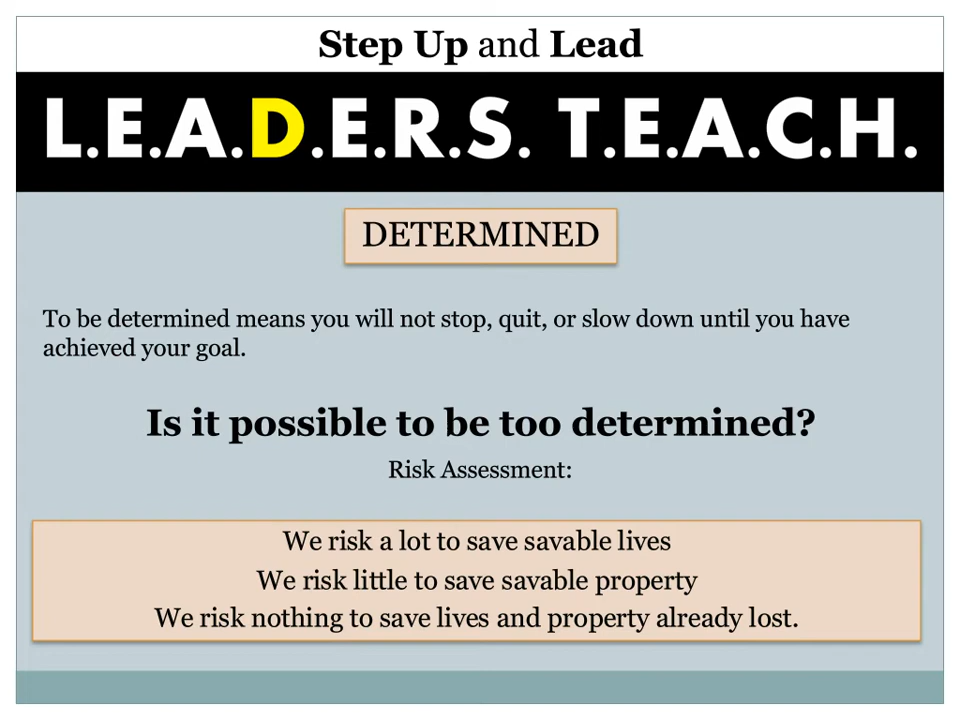 Step Up and Lead
L.E.A.D.E.R.S. T.E.A.C.H.
DETERMINED
To be determined means you will not stop, quit, or slow down until you have
achieved your goal.
Is it possible to be too determined?
Risk Assessment:
We risk a lot to save savable lives
We risk little to save savable property
We risk nothing to save lives and property already lost.